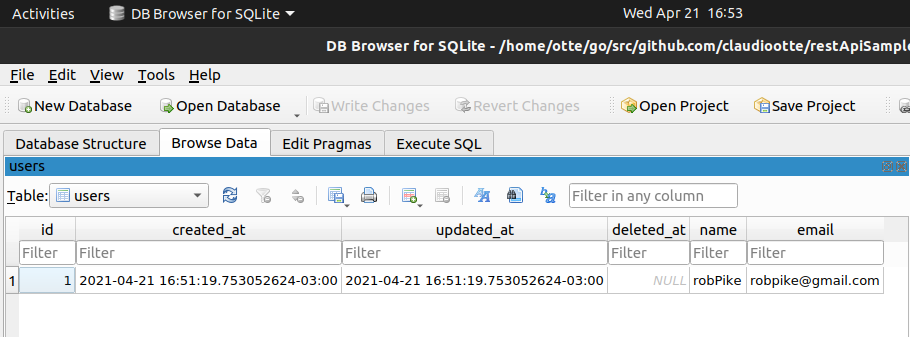 Activities DB Browser for SQLite Wed Apr 21 16:53
DB Browser for SQLite - /home/otte/go/src/github.com/claudiootte/restApiSample
File Edit View Tools Help
New Database Open Database Write Changes Revert Changes Open Project Save Project
Database Structure Browse Data Edit Pragmas Execute SQL
users
Table: users Filter in any column
id created_at updated_at deleted_at name email
Filter Filter Filter Filter Filter Filter
1 1 2021-04-21 16:51:19.753052624-03:00 2021-04-21 16:51:19.753052624-03:00 NULL robPike robpike@gmail.com